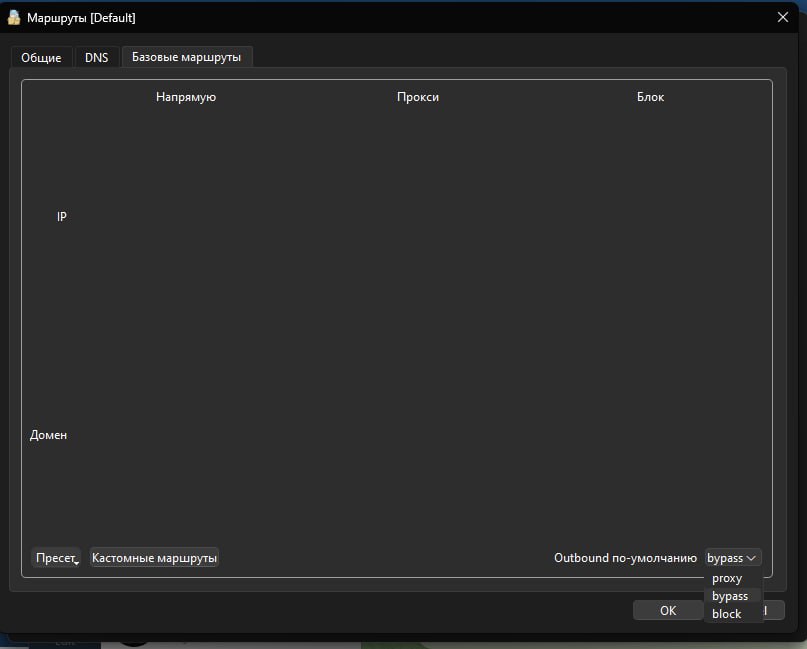 Маршруты [Default]
Общие DNS Базовые маршруты
Напрямую Прокси Блок
IP
Домен
Пресет Кастомные маршруты Outbound по-умолчанию bypass
proxy
bypass
block
OK